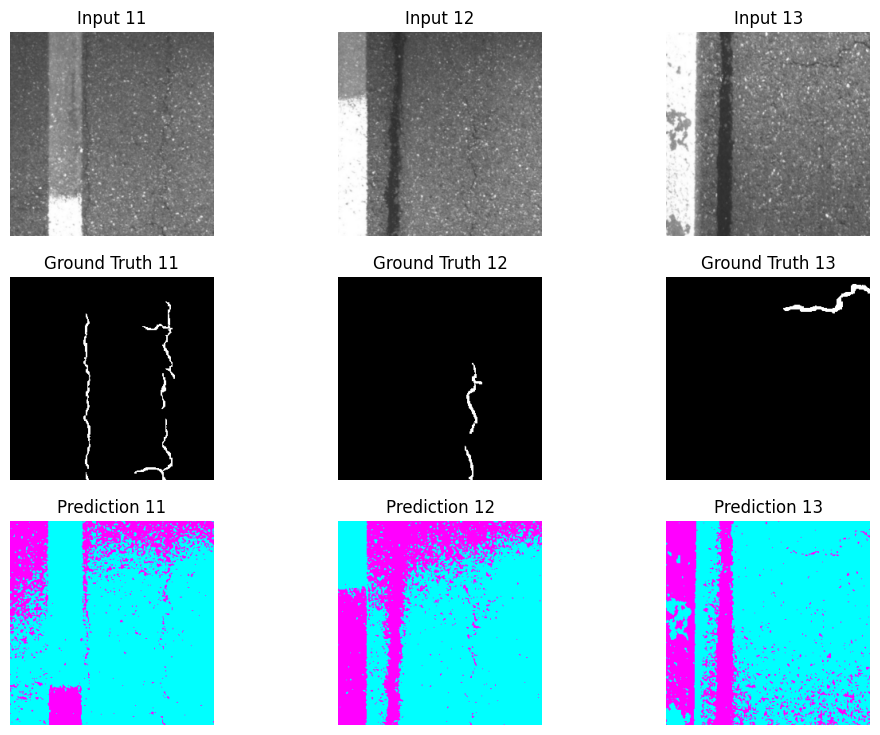 Input 11
Input 12
Input 13
Ground Truth 11
Ground Truth 12
Ground Truth 13
Prediction 11
Prediction 12
Prediction 13